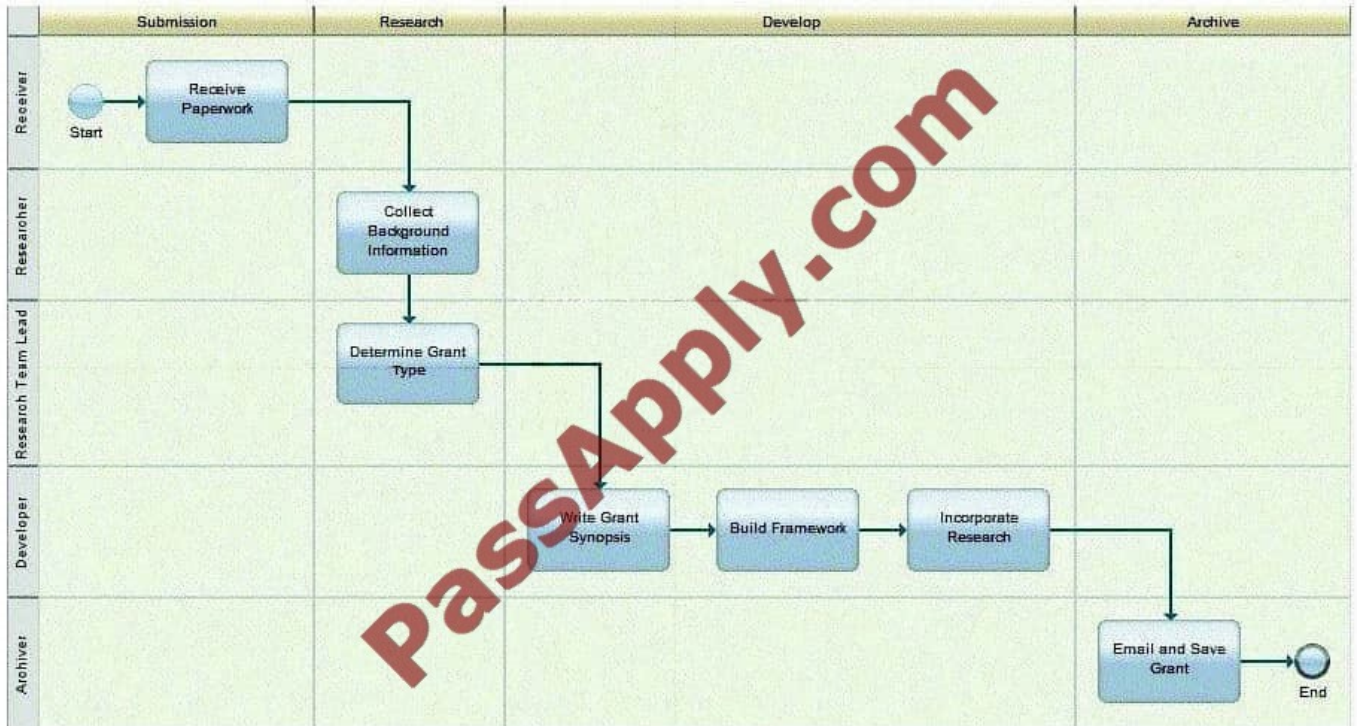 Submission
Research
Develop
Archive
Receiver
Start
Receive
Paperwork
Researcher
Collect
Background
Information
Research Team Lead
Determine Grant
Type
Developer
Write Grant
Synopsis
Build Framework
Incorporate
Research
Archiver
Email and Save
Grant
End
PassApply.com